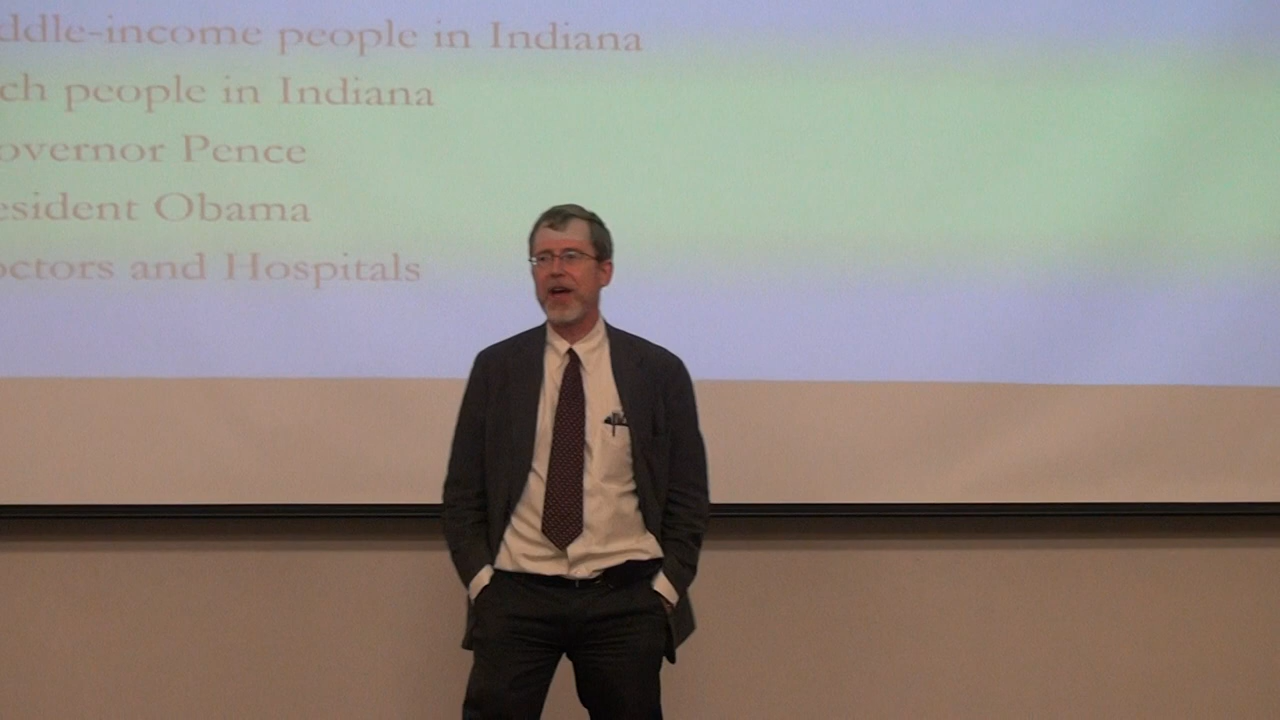 ddle-income people in Indiana
ch people in Indiana
overnor Pence
esident Obama
octors and Hospitals